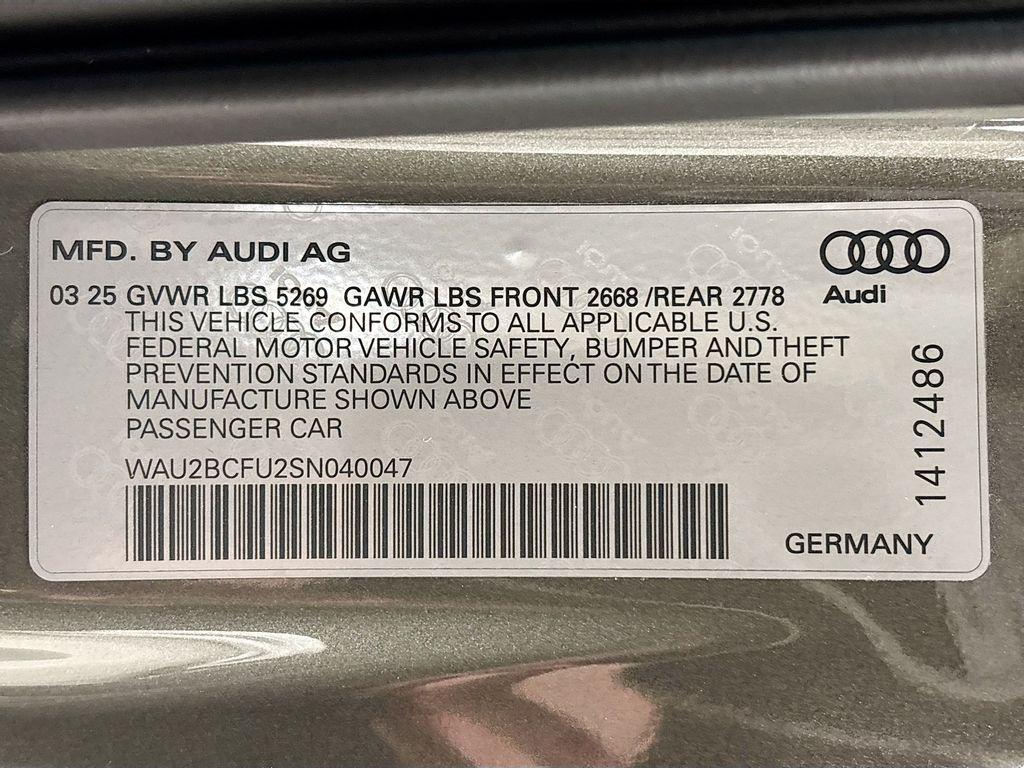 MFD. BY AUDI AG
Audi
03 25 GVWR LBS 5269 GAWR LBS FRONT 2668 /REAR 2778
THIS VEHICLE CONFORMS TO ALL APPLICABLE U.S.
FEDERAL MOTOR VEHICLE SAFETY, BUMPER AND THEFT
PREVENTION STANDARDS IN EFFECT ON THE DATE OF
MANUFACTURE SHOWN ABOVE
PASSENGER CAR
WAU2BCFU2SN040047
1412486
GERMANY